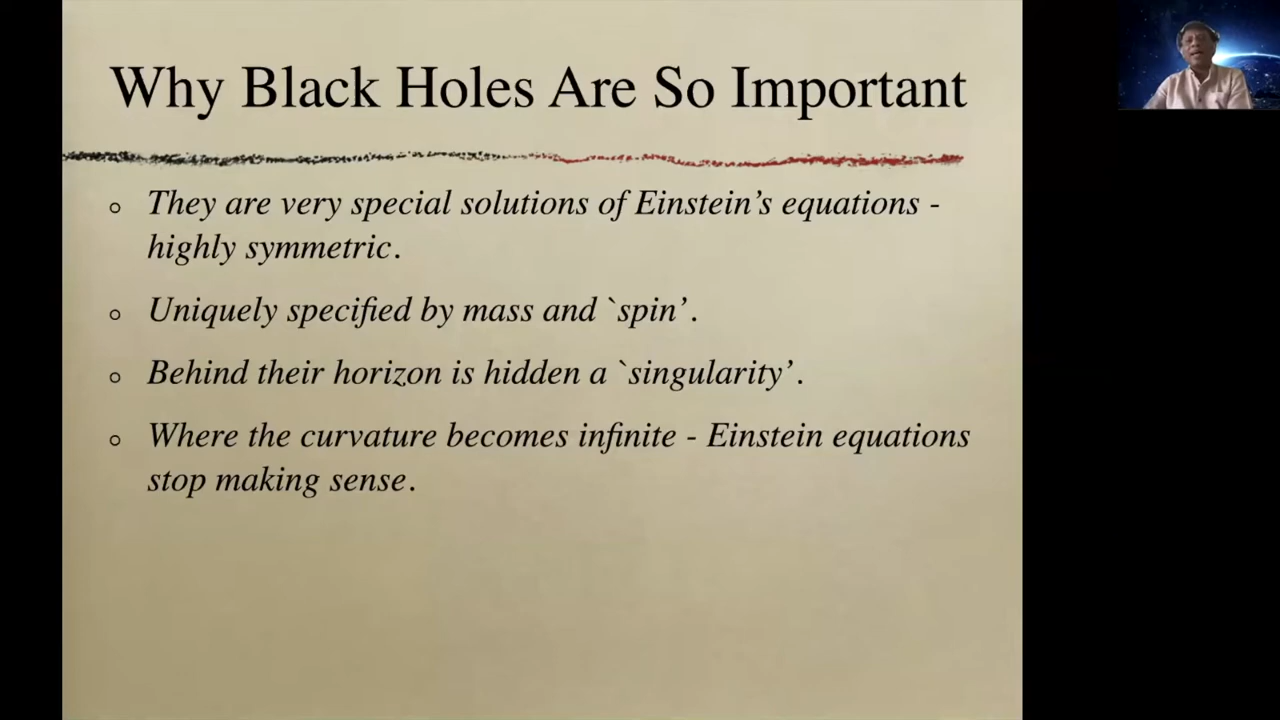 Why Black Holes Are So Important
They are very special solutions of Einstein’s equations -
highly symmetric.
Uniquely specified by mass and `spin’.
Behind their horizon is hidden a `singularity’.
Where the curvature becomes infinite - Einstein equations
stop making sense.